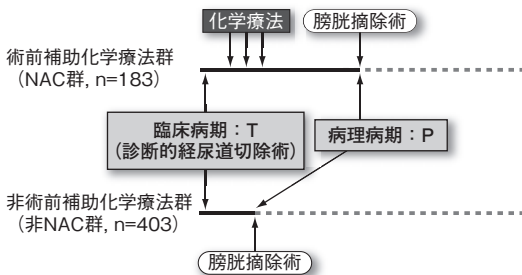 化学療法
膀胱摘除術
術前補助化学療法群
（NAC群, n=183）
臨床病期：T
（診断的経尿道切除術）
病理病期：P
非術前補助化学療法群
（非NAC群, n=403）
膀胱摘除術